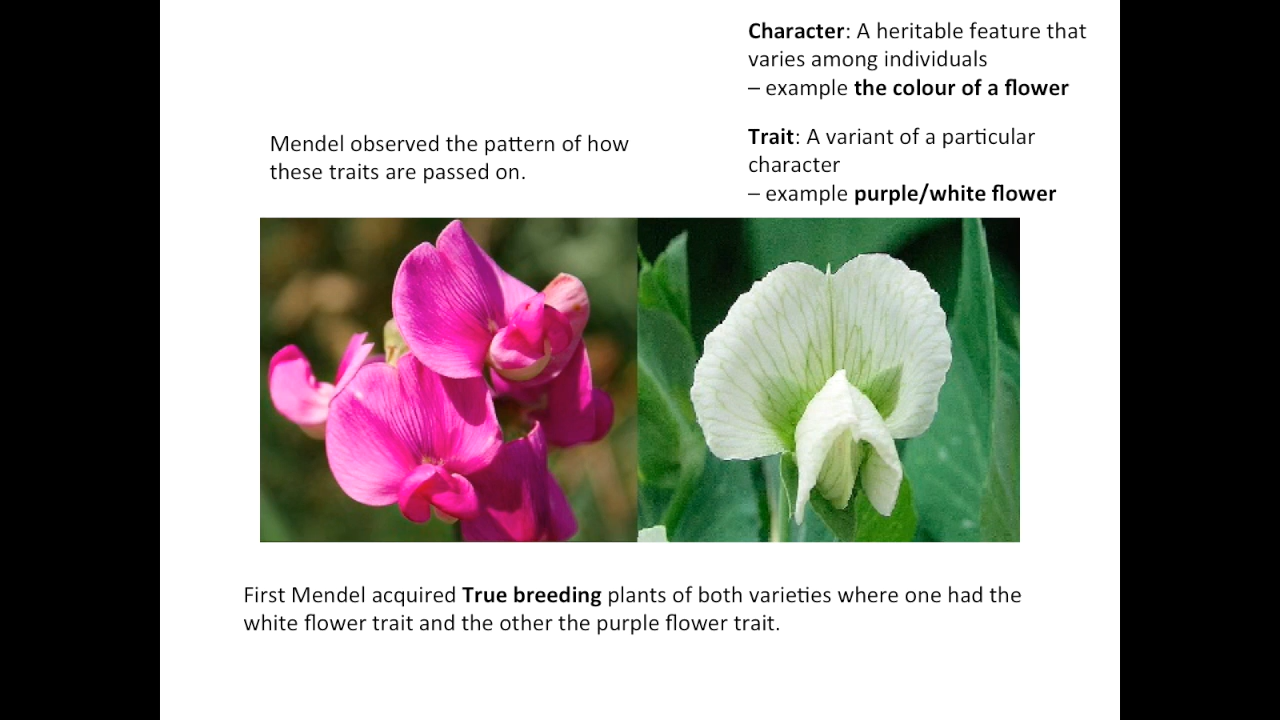 Character: A heritable feature that
varies among individuals
– example the colour of a flower
Trait: A variant of a particular
character
– example purple/white flower
Mendel observed the pattern of how
these traits are passed on.
First Mendel acquired True breeding plants of both varieties where one had the
white flower trait and the other the purple flower trait.